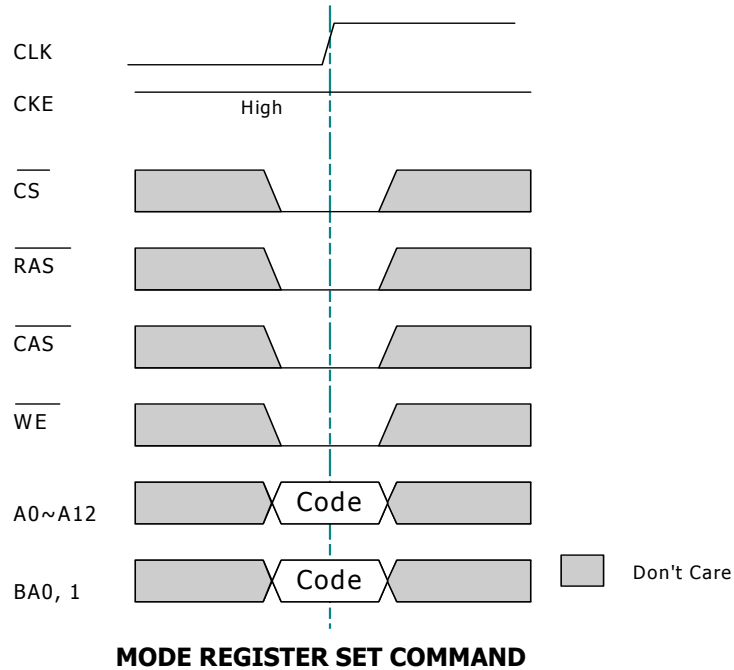 CLK
CKE
High
CS
RAS
CAS
WE
A0~A12
Code
BA0, 1
Code
Don't Care
MODE REGISTER SET COMMAND